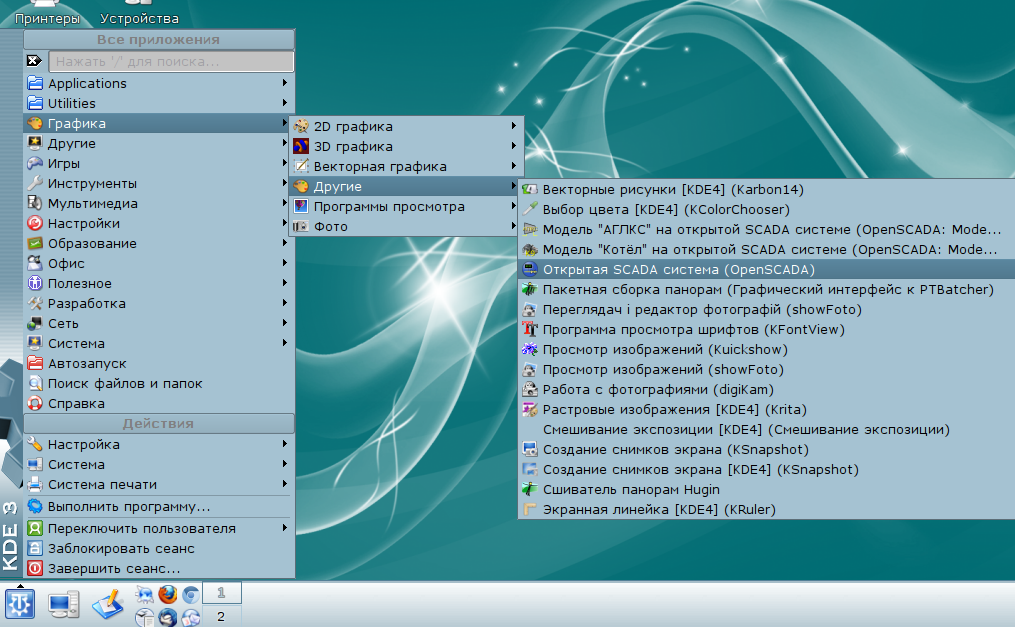 Принтеры
Устройства
Все приложения
Нажать '/' для поиска...
Applications
Utilities
Графика
Другие
Игры
Инструменты
Мультимедиа
Настройки
Образование
Офис
Полезное
Разработка
Сеть
Система
Автозапуск
Поиск файлов и папок
Справка
Действия
Настройка
Система
Система печати
Выполнить программу...
Переключить пользователя
Заблокировать сеанс
Завершить сеанс...
KDE 3
2D графика
3D графика
Векторная графика
Другие
Программы просмотра
Фото
Векторные рисунки [KDE4] (Karbon14)
Выбор цвета [KDE4] (KColorChooser)
Модель "АГЛКС" на открытой SCADA системе (OpenSCADA: Mode...
Модель "Котёл" на открытой SCADA системе (OpenSCADA: Mode...
Открытая SCADA система (OpenSCADA)
Пакетная сборка панорам (Графический интерфейс к PTBatcher)
Переглядач і редактор фотографій (showFoto)
Программа просмотра шрифтов (KFontView)
Просмотр изображений (Kuickshow)
Просмотр изображений (showFoto)
Работа с фотографиями (digiKam)
Растровые изображения [KDE4] (Krita)
Смешивание экспозиции [KDE4] (Смешивание экспозиции)
Создание снимков экрана (KSnapshot)
Создание снимков экрана [KDE4] (KSnapshot)
Сшиватель панорам Hugin
Экранная линейка [KDE4] (KRuler)
1
2